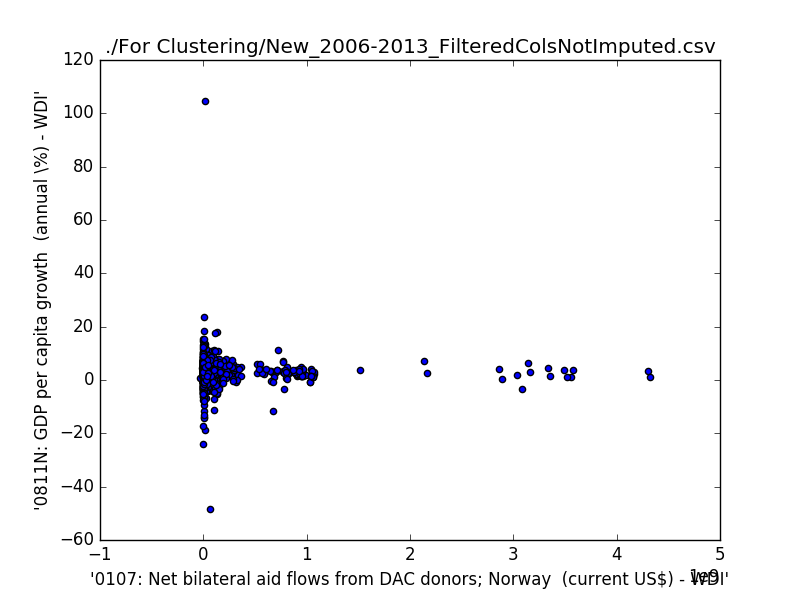 ./For Clustering/New_2006-2013_FilteredColsNotImputed.csv
120
100
80
60
40
20
0
−20
−40
−60
'0811N: GDP per capita growth  (annual \%) - WDI'
−1 0 1 2 3 4 5
1e9
'0107: Net bilateral aid flows from DAC donors; Norway  (current US$) - WDI'